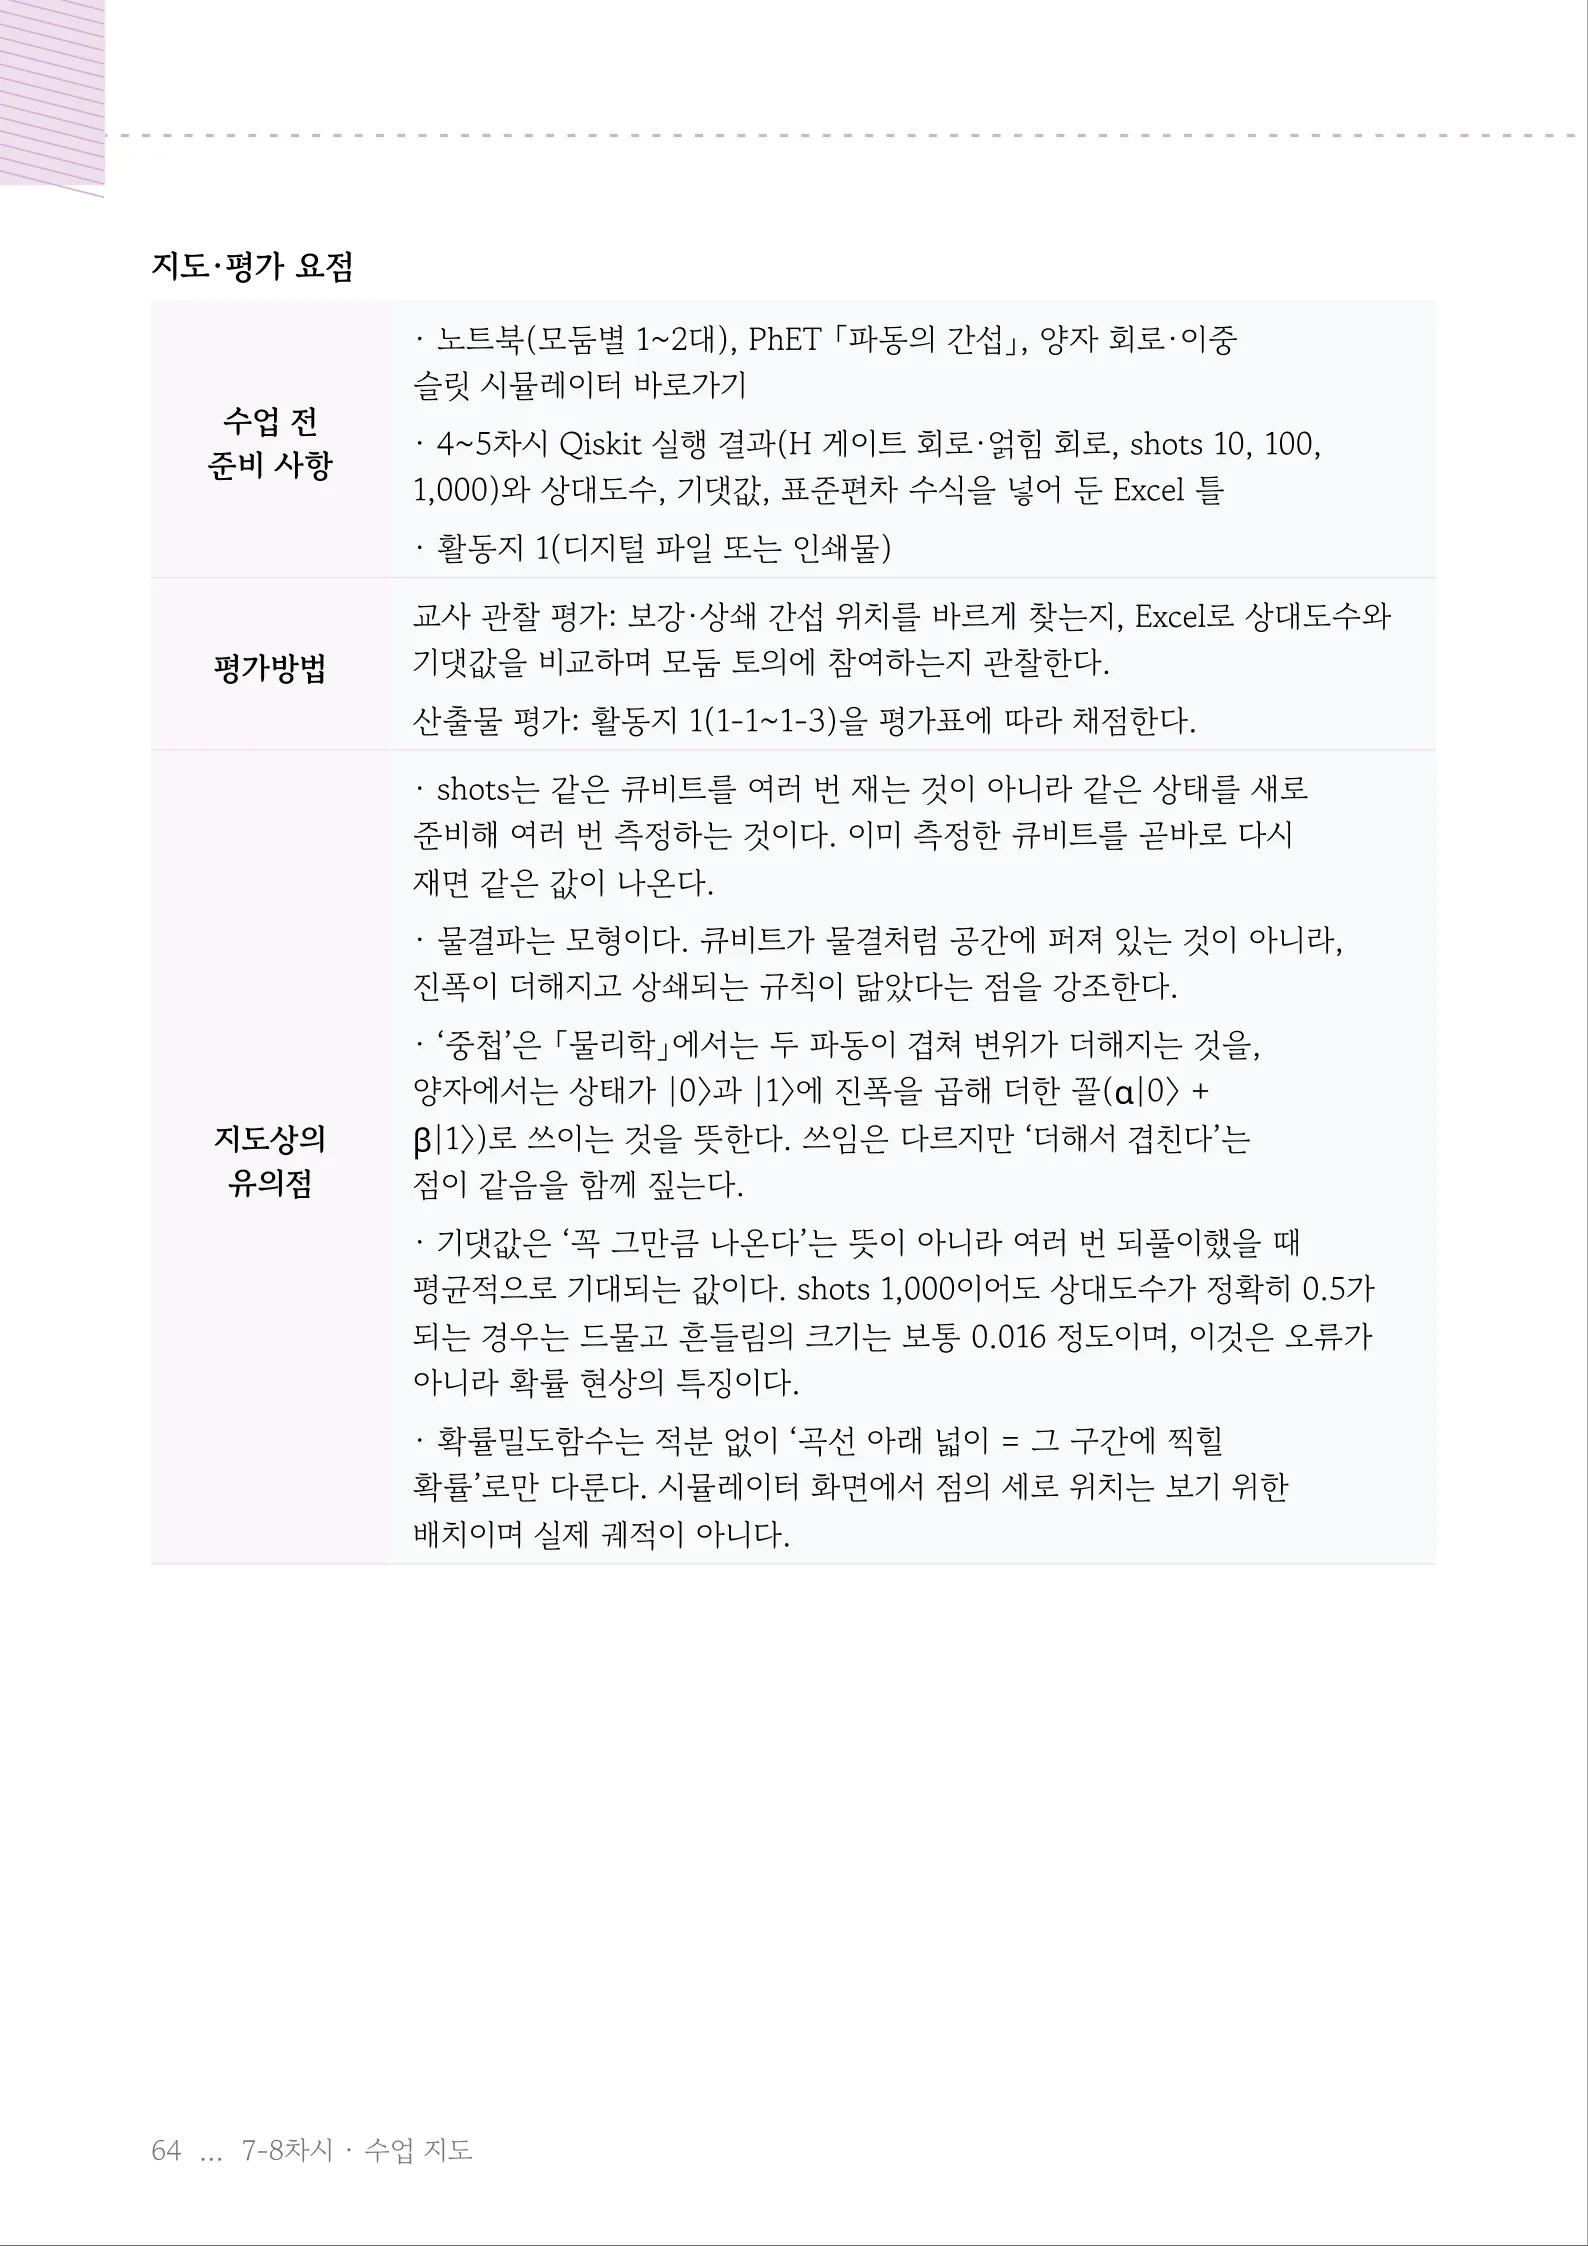 지도·평가 요점
수업 전
준비 사항
· 노트북(모둠별 1~2대), PhET 「파동의 간섭」, 양자 회로·이중
슬릿 시뮬레이터 바로가기
· 4~5차시 Qiskit 실행 결과(H 게이트 회로·얽힘 회로, shots 10, 100,
1,000)와 상대도수, 기댓값, 표준편차 수식을 넣어 둔 Excel 틀
· 활동지 1(디지털 파일 또는 인쇄물)
평가방법
교사 관찰 평가: 보강·상쇄 간섭 위치를 바르게 찾는지, Excel로 상대도수와
기댓값을 비교하며 모둠 토의에 참여하는지 관찰한다.
산출물 평가: 활동지 1(1-1~1-3)을 평가표에 따라 채점한다.
지도상의
유의점
· shots는 같은 큐비트를 여러 번 재는 것이 아니라 같은 상태를 새로
준비해 여러 번 측정하는 것이다. 이미 측정한 큐비트를 곧바로 다시
재면 같은 값이 나온다.
· 물결파는 모형이다. 큐비트가 물결처럼 공간에 퍼져 있는 것이 아니라,
진폭이 더해지고 상쇄되는 규칙이 닮았다는 점을 강조한다.
· ‘중첩’은 「물리학」에서는 두 파동이 겹쳐 변위가 더해지는 것을,
양자에서는 상태가 |0⟩과 |1⟩에 진폭을 곱해 더한 꼴(α|0⟩ +
β|1⟩)로 쓰이는 것을 뜻한다. 쓰임은 다르지만 ‘더해서 겹친다’는
점이 같음을 함께 짚는다.
· 기댓값은 ‘꼭 그만큼 나온다’는 뜻이 아니라 여러 번 되풀이했을 때
평균적으로 기대되는 값이다. shots 1,000이어도 상대도수가 정확히 0.5가
되는 경우는 드물고 흔들림의 크기는 보통 0.016 정도이며, 이것은 오류가
아니라 확률 현상의 특징이다.
· 확률밀도함수는 적분 없이 ‘곡선 아래 넓이 = 그 구간에 찍힐
확률’로만 다룬다. 시뮬레이터 화면에서 점의 세로 위치는 보기 위한
배치이며 실제 궤적이 아니다.
64 ... 7-8차시 · 수업 지도